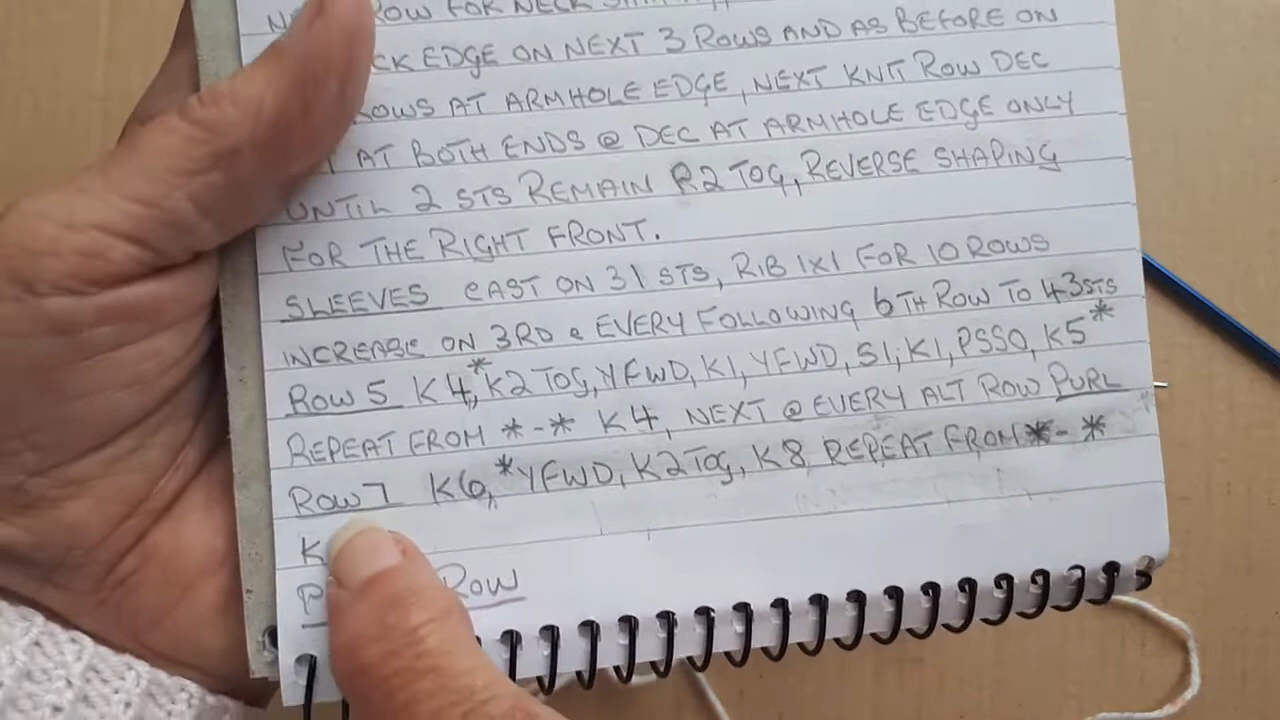 ROW FOR NECK
CK EDGE ON NEXT 3 ROWS AND AS BEFORE ON
ROWS AT ARMHOLE EDGE, NEXT KNIT ROW DEC
AT BOTH ENDS @ DEC AT ARMHOLE EDGE ONLY
UNTIL 2 STS REMAIN R2 TOG, REVERSE SHAPING
FOR THE RIGHT FRONT.
SLEEVES CAST ON 31 STS, RIB 1X1 FOR 10 ROWS
INCREASE ON 3RD @ EVERY FOLLOWING 6TH ROW TO 43 STS
ROW 5 K4,* K2 TOG, YFWD, K1, YFWD, S1, K1, PSSO, K5*
REPEAT FROM *-* K4, NEXT @ EVERY ALT ROW PURL
ROW 7 K6,* YFWD, K2 TOG, K8 REPEAT FROM *-*
K
P ROW